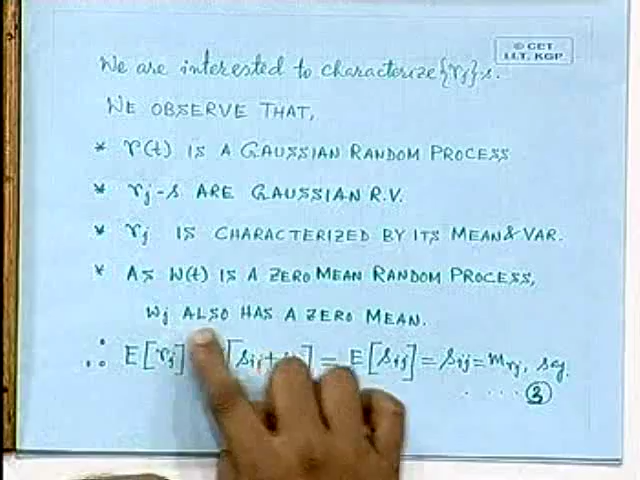 © CET
I.I.T. KGP
We are interested to characterize {rj}-s.
WE OBSERVE THAT,
* r(t) IS A GAUSSIAN RANDOM PROCESS
* rj-s ARE GAUSSIAN R.V.
* rj IS CHARACTERIZED BY ITS MEAN & VAR.
* AS W(t) IS A ZERO MEAN RANDOM PROCESS,
wj ALSO HAS A ZERO MEAN.
∴ E[rj] [sij + ] = E[sij] = sij = mrj, say.
.... ③